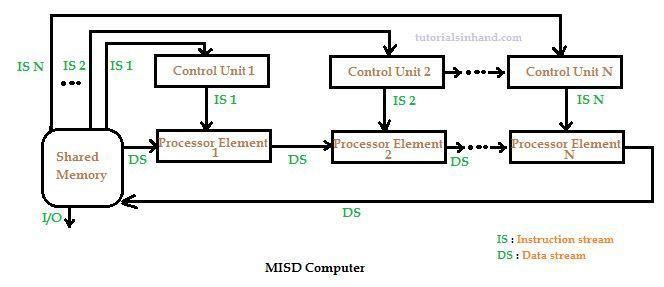 tutorialsinhand.com
IS N
IS 2
IS 1
Control Unit 1
Control Unit 2
Control Unit N
IS 1
IS 2
IS N
Shared
Memory
DS
Processor Element
1
DS
Processor Element
2
DS
Processor Element
N
I/O
DS
IS : Instruction stream
DS : Data stream
MISD Computer